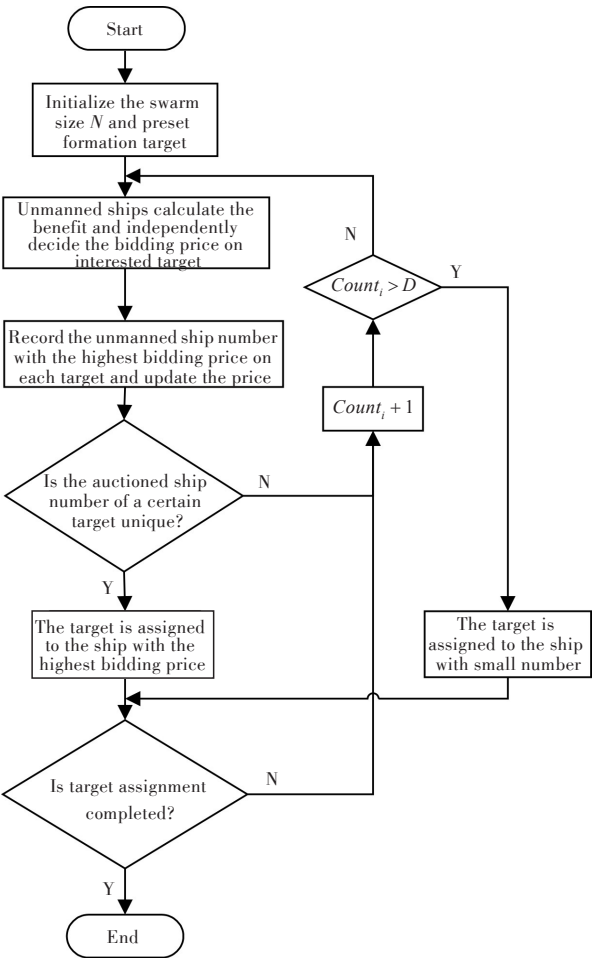 Start
Initialize the swarm
size N and preset
formation target
Unmanned ships calculate the
benefit and independently
decide the bidding price on
interested target
N
Y
Count_i > D
Record the unmanned ship number
with the highest bidding price on
each target and update the price
Count_i + 1
Is the auctioned ship
number of a certain
target unique?
N
Y
The target is assigned
to the ship with the
highest bidding price
The target is
assigned to the ship
with small number
Is target assignment
completed?
N
Y
End